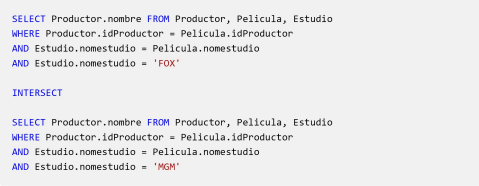 SELECT Productor.nombre FROM Productor, Pelicula, Estudio
WHERE Productor.idProductor = Pelicula.idProductor
AND Estudio.nomestudio = Pelicula.nomestudio
AND Estudio.nomestudio = 'FOX'
INTERSECT
SELECT Productor.nombre FROM Productor, Pelicula, Estudio
WHERE Productor.idProductor = Pelicula.idProductor
AND Estudio.nomestudio = Pelicula.nomestudio
AND Estudio.nomestudio = 'MGM'